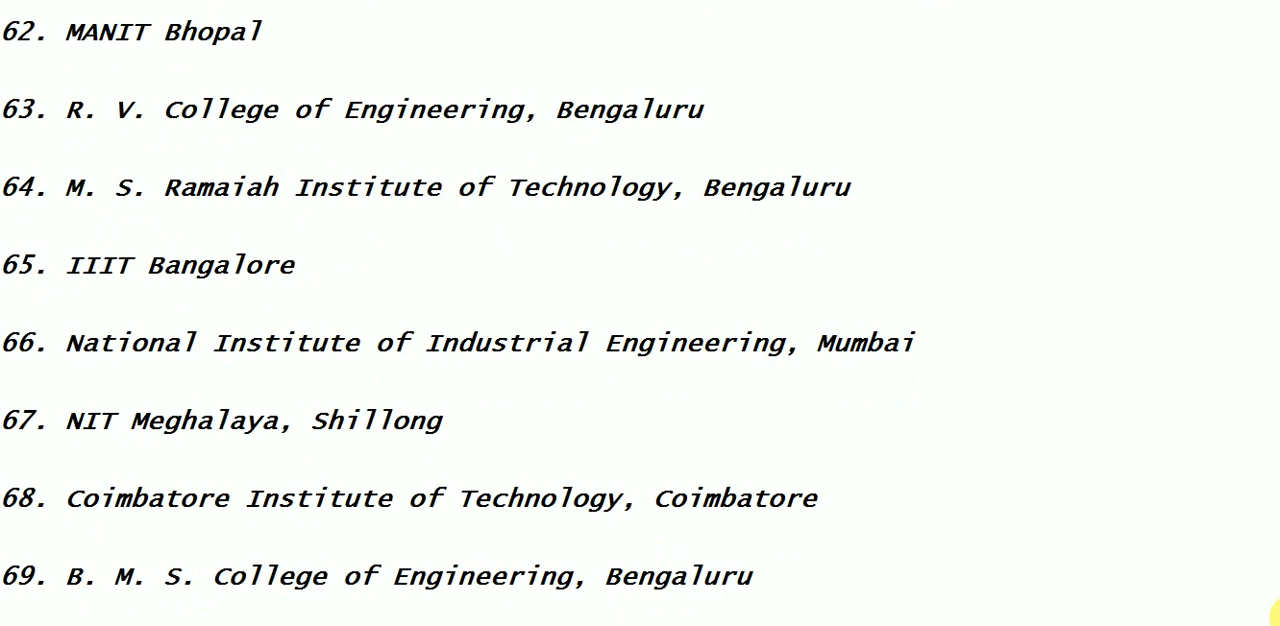 62. MANIT Bhopal
63. R. V. College of Engineering, Bengaluru
64. M. S. Ramaiah Institute of Technology, Bengaluru
65. IIIT Bangalore
66. National Institute of Industrial Engineering, Mumbai
67. NIT Meghalaya, Shillong
68. Coimbatore Institute of Technology, Coimbatore
69. B. M. S. College of Engineering, Bengaluru